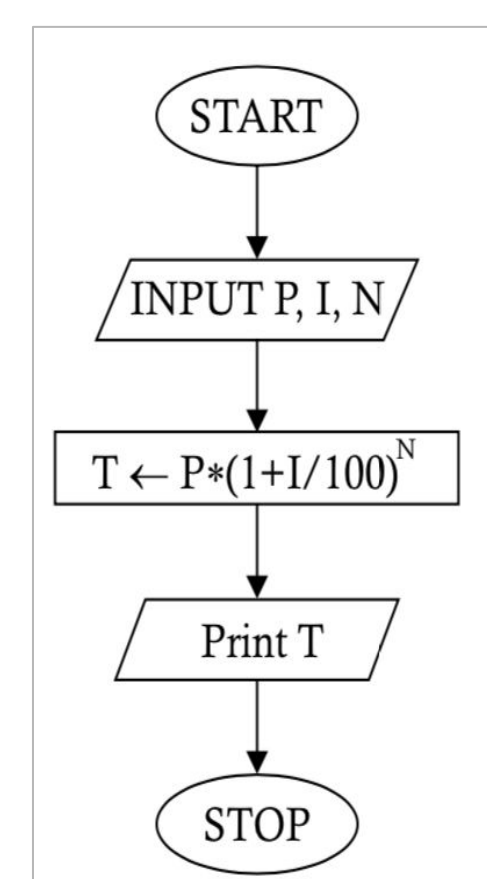 START
INPUT P, I, N
T ← P*(1+I/100)^N
Print T
STOP